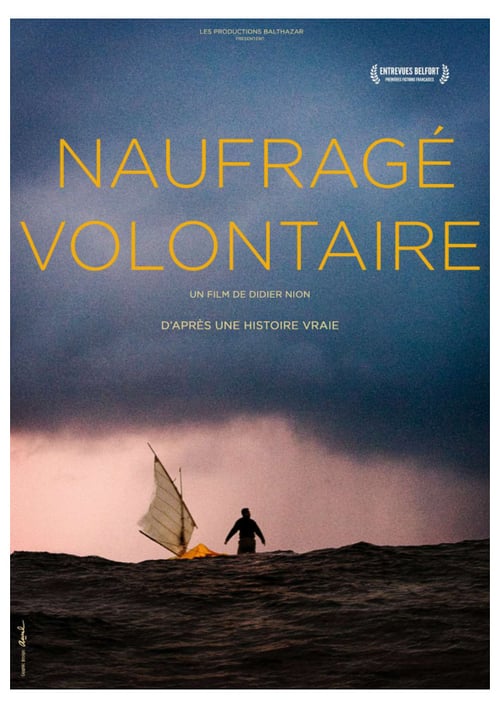 LES PRODUCTIONS BALTHAZAR
PRÉSENTENT
ENTREVUES BELFORT
PREMIÈRES FICTIONS FRANÇAISES
NAUFRAGÉ
VOLONTAIRE
UN FILM DE DIDIER NION
D'APRÈS UNE HISTOIRE VRAIE